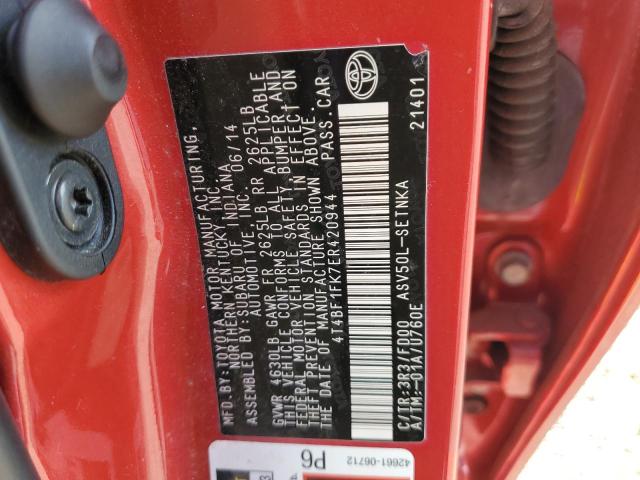 MFD.BY:TOYOTA MOTOR MANUFACTURING,
NORTHERN KENTUCKY, INC.
ASSEMBLED BY:SUBARU OF INDIANA
AUTOMOTIVE, INC. 06/14
GVWR 4630LB GAWR FR 2625LB RR 2625LB
THIS VEHICLE CONFORMS TO ALL APPLICABLE
FEDERAL MOTOR VEHICLE SAFETY, BUMPER, AND
THEFT PREVENTION STANDARDS IN EFFECT ON
THE DATE OF MANUFACTURE SHOWN ABOVE.
4T4BF1FK7ER420944 PASS.CAR
C/TR:3R3/FD00 ASV50L-SETNKA
A/TM:-01A/U760E 21401
P6
42661-06712